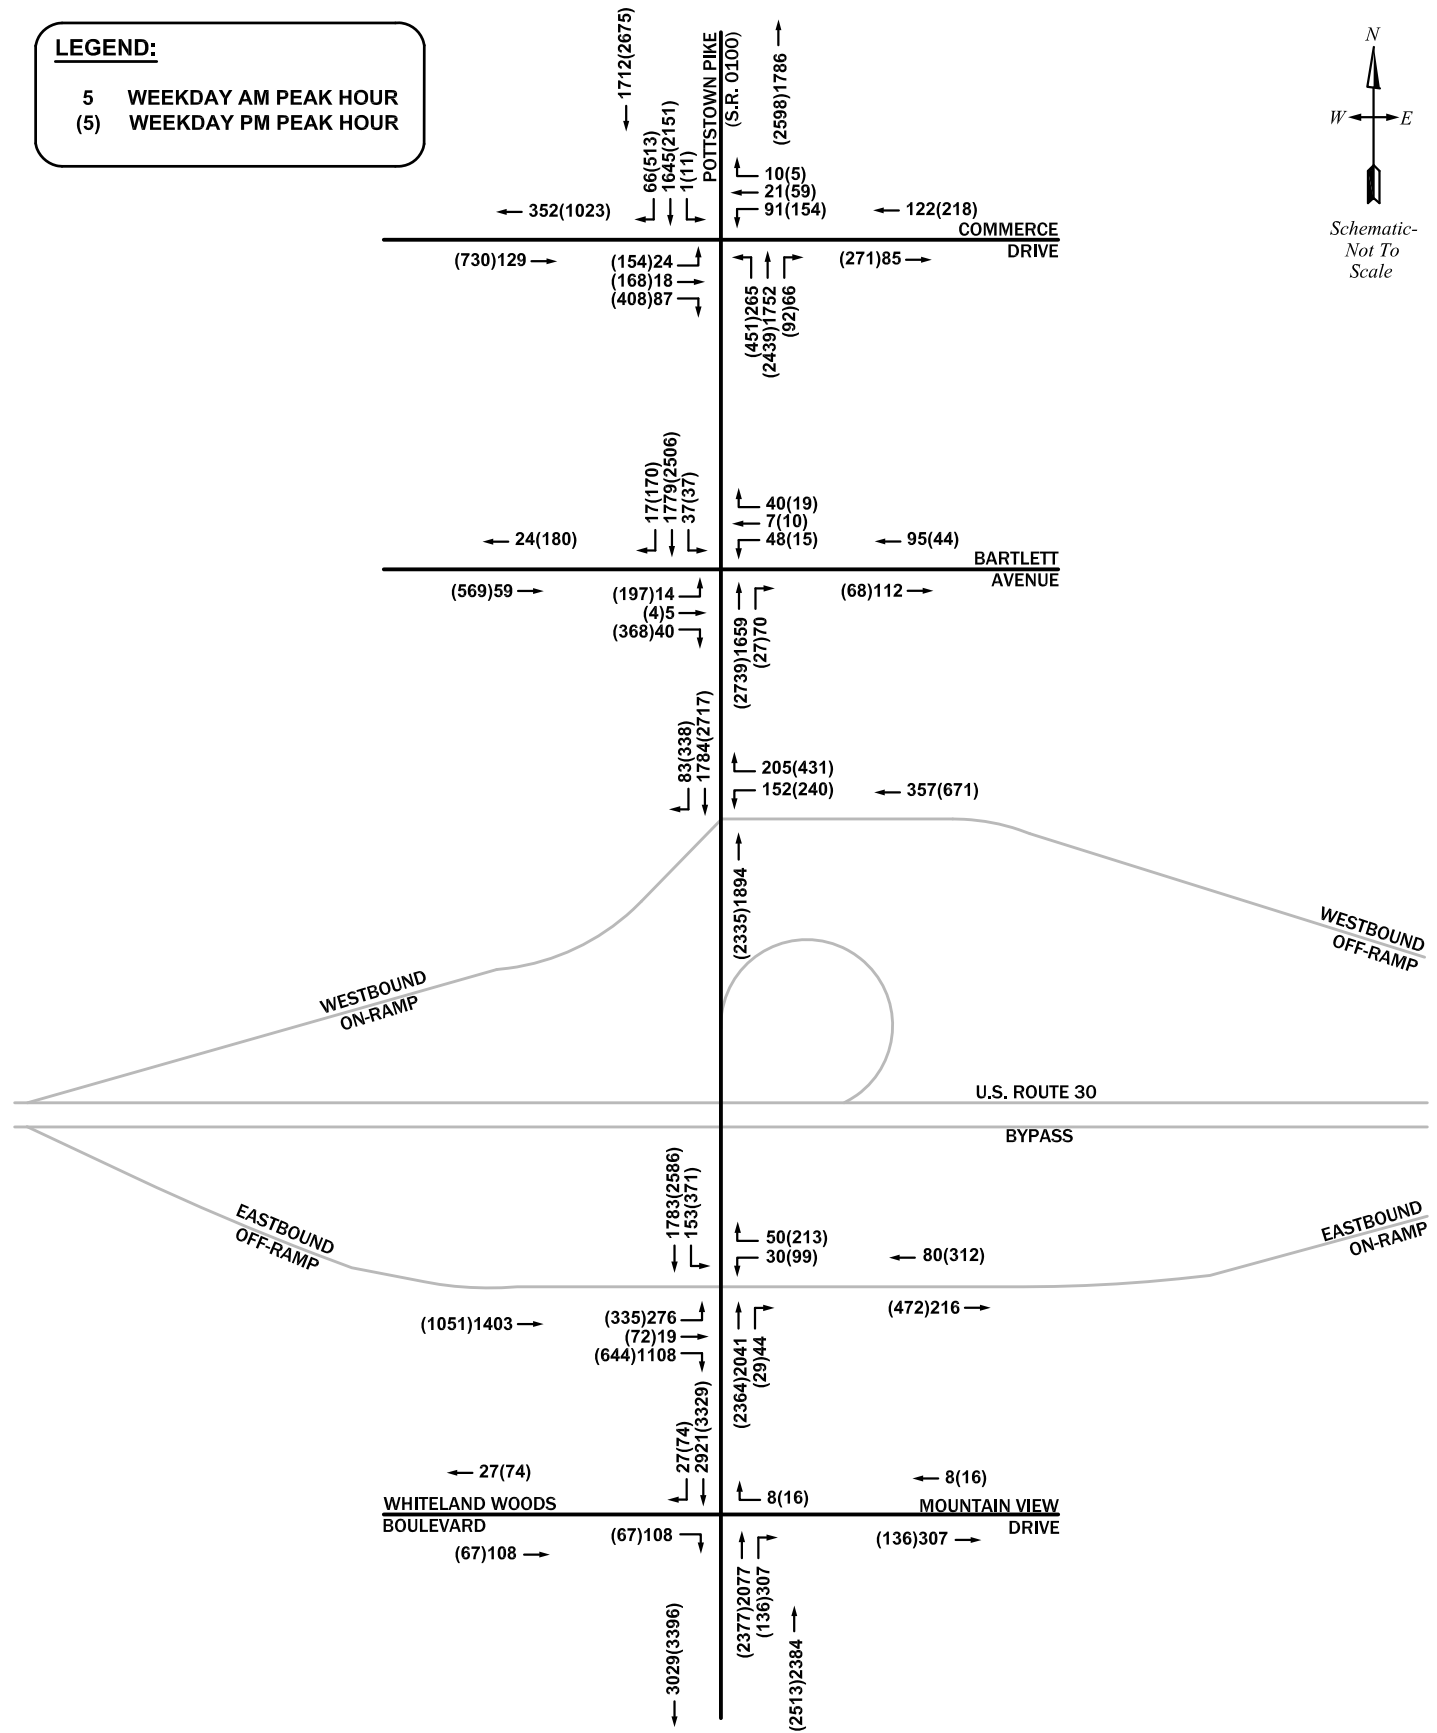 LEGEND:
5 WEEKDAY AM PEAK HOUR
(5) WEEKDAY PM PEAK HOUR
N
W E
Schematic-
Not To
Scale
1712(2675)
POTTSTOWN PIKE
(S.R. 0100)
(2598)1786
66(513)
1645(2151)
1(11)
10(5)
21(59)
91(154)
352(1023)
122(218)
COMMERCE
DRIVE
(730)129
(154)24
(168)18
(408)87
(451)265
(2439)1752
(92)66
(271)85
17(170)
1779(2506)
37(37)
40(19)
7(10)
48(15)
24(180)
95(44)
BARTLETT
AVENUE
(569)59
(197)14
(4)5
(368)40
(2739)1659
(27)70
(68)112
83(338)
1784(2717)
205(431)
152(240)
357(671)
(2335)1894
WESTBOUND
OFF-RAMP
WESTBOUND
ON-RAMP
U.S. ROUTE 30
BYPASS
1783(2586)
153(371)
50(213)
30(99)
80(312)
EASTBOUND
OFF-RAMP
EASTBOUND
ON-RAMP
(1051)1403
(335)276
(72)19
(644)1108
(2364)2041
(29)44
(472)216
27(74)
2921(3329)
27(74)
8(16)
8(16)
WHITELAND WOODS
BOULEVARD
MOUNTAIN VIEW
DRIVE
(67)108
(67)108
(2377)2077
(136)307
(136)307
3029(3396)
(2513)2384